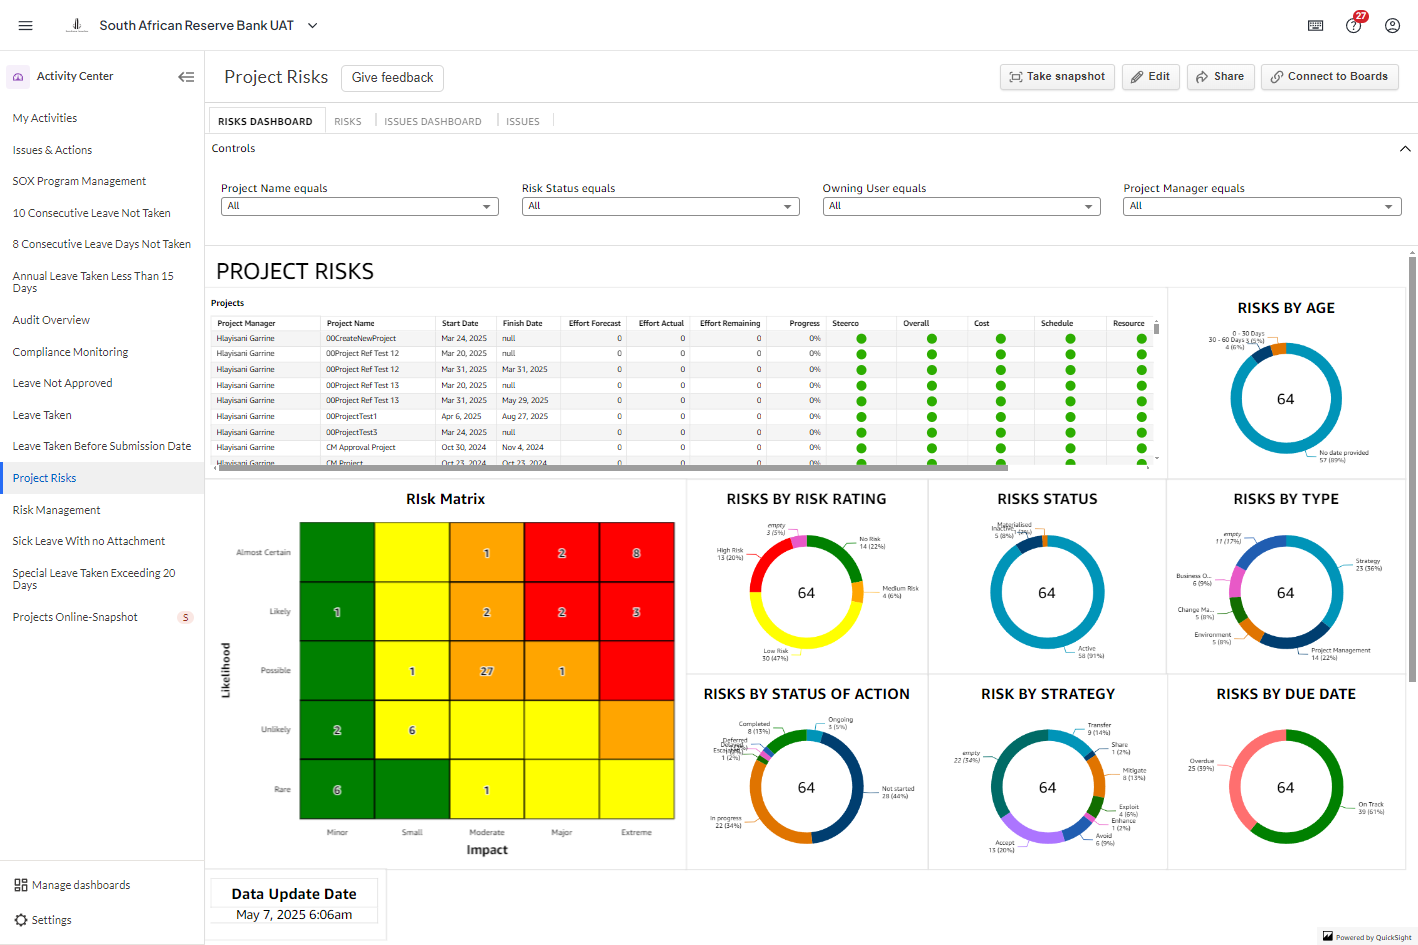 South African Reserve Bank UAT
27
Activity Center
Project Risks
Give feedback
Take snapshot
Edit
Share
Connect to Boards
My Activities
Issues & Actions
SOX Program Management
10 Consecutive Leave Not Taken
8 Consecutive Leave Days Not Taken
Annual Leave Taken Less Than 15
Days
Audit Overview
Compliance Monitoring
Leave Not Approved
Leave Taken
Leave Taken Before Submission Date
Project Risks
Risk Management
Sick Leave With no Attachment
Special Leave Taken Exceeding 20
Days
Projects Online-Snapshot S
Manage dashboards
Settings
RISKS DASHBOARD RISKS ISSUES DASHBOARD ISSUES
Controls
Project Name equals Risk Status equals Owning User equals Project Manager equals
All All All All
PROJECT RISKS
Projects
Project Manager Project Name Start Date Finish Date Effort Forecast Effort Actual Effort Remaining Progress Steerco Overall Cost Schedule Resource
Hlayisani Garrine 00CreateNewProject Mar 24, 2025 null 0 0 0 0%
Hlayisani Garrine 00Project Ref Test 12 Mar 20, 2025 null 0 0 0 0%
Hlayisani Garrine 00Project Ref Test 12 Mar 31, 2025 Mar 31, 2025 0 0 0 0%
Hlayisani Garrine 00Project Ref Test 13 Mar 20, 2025 null 0 0 0 0%
Hlayisani Garrine 00Project Ref Test 13 Mar 31, 2025 May 29, 2025 0 0 0 0%
Hlayisani Garrine 00ProjectTest1 Apr 6, 2025 Aug 27, 2025 0 0 0 0%
Hlayisani Garrine 00ProjectTest3 Mar 24, 2025 null 0 0 0 0%
Hlayisani Garrine CM Approval Project Oct 30, 2024 Nov 4, 2024 0 0 0 0%
Hlayisani Garrine CM Project Oct 23, 2024 Oct 23, 2024 0 0 0 0%
RISKS BY AGE
0 - 30 Days
3 (5%)
30 - 60 Days
4 (6%)
64
No date provided
57 (89%)
RIsk Matrix
Likelihood
Almost Certain 1 2 8
Likely 1 2 2 3
Possible 1 27 1
Unlikely 2 6
Rare 6 1
Minor Small Moderate Major Extreme
Impact
RISKS BY RISK RATING
empty
3 (5%)
No Risk
14 (22%)
High Risk
13 (20%)
Medium Risk
4 (6%)
64
Low Risk
30 (47%)
RISKS STATUS
Materialised
1 (2%)
Inactive
5 (8%)
64
Active
58 (91%)
RISKS BY TYPE
empty
11 (17%)
Strategy
23 (36%)
Business O...
6 (9%)
64
Change Ma...
5 (8%)
Environment
5 (8%)
Project Management
14 (22%)
RISKS BY STATUS OF ACTION
Ongoing
3 (5%)
Completed
8 (13%)
Deferred
Delayed
1 (2%)
64
Not started
28 (44%)
In progress
22 (34%)
RISK BY STRATEGY
Transfer
9 (14%)
Share
1 (2%)
empty
22 (34%)
Mitigate
8 (13%)
64
Exploit
4 (6%)
Enhance
1 (2%)
Avoid
6 (9%)
Accept
13 (20%)
RISKS BY DUE DATE
Overdue
25 (39%)
64
On Track
39 (61%)
Data Update Date
May 7, 2025 6:06am
Powered by QuickSight